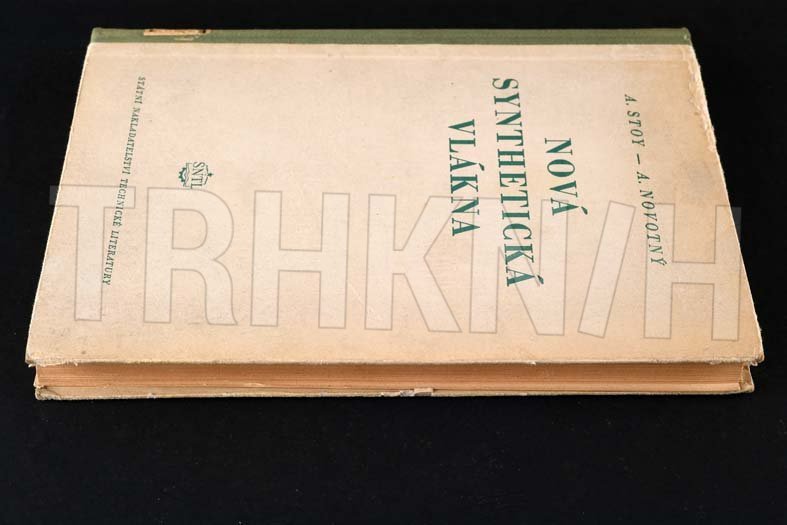 A. STOY – A. NOVOTNÝ
NOVÁ
SYNTHETICKÁ
VLÁKNA
SNTL
STÁTNÍ NAKLADATELSTVÍ TECHNICKÉ LITERATURY
TRHKNIH